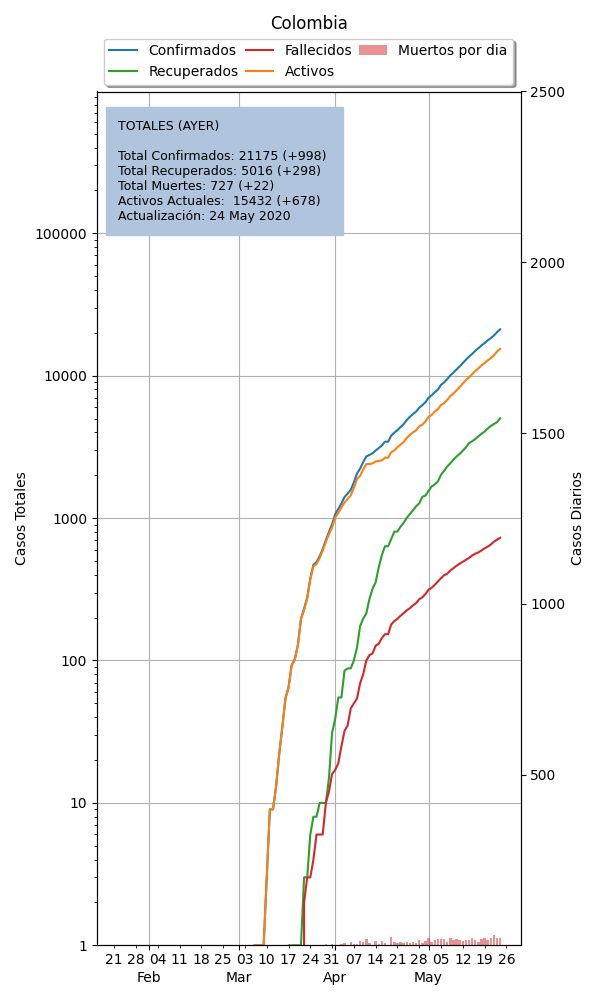 Colombia
Confirmados
Recuperados
Fallecidos
Activos
Muertos por dia
TOTALES (AYER)
Total Confirmados: 21175 (+998)
Total Recuperados: 5016 (+298)
Total Muertes: 727 (+22)
Activos Actuales:  15432 (+678)
Actualización: 24 May 2020
100000
10000
1000
100
10
1
Casos Totales
2500
2000
1500
1000
500
Casos Diarios
21 28 04 11 18 25 03 10 17 24 31 07 14 21 28 05 12 19 26
Feb Mar Apr May